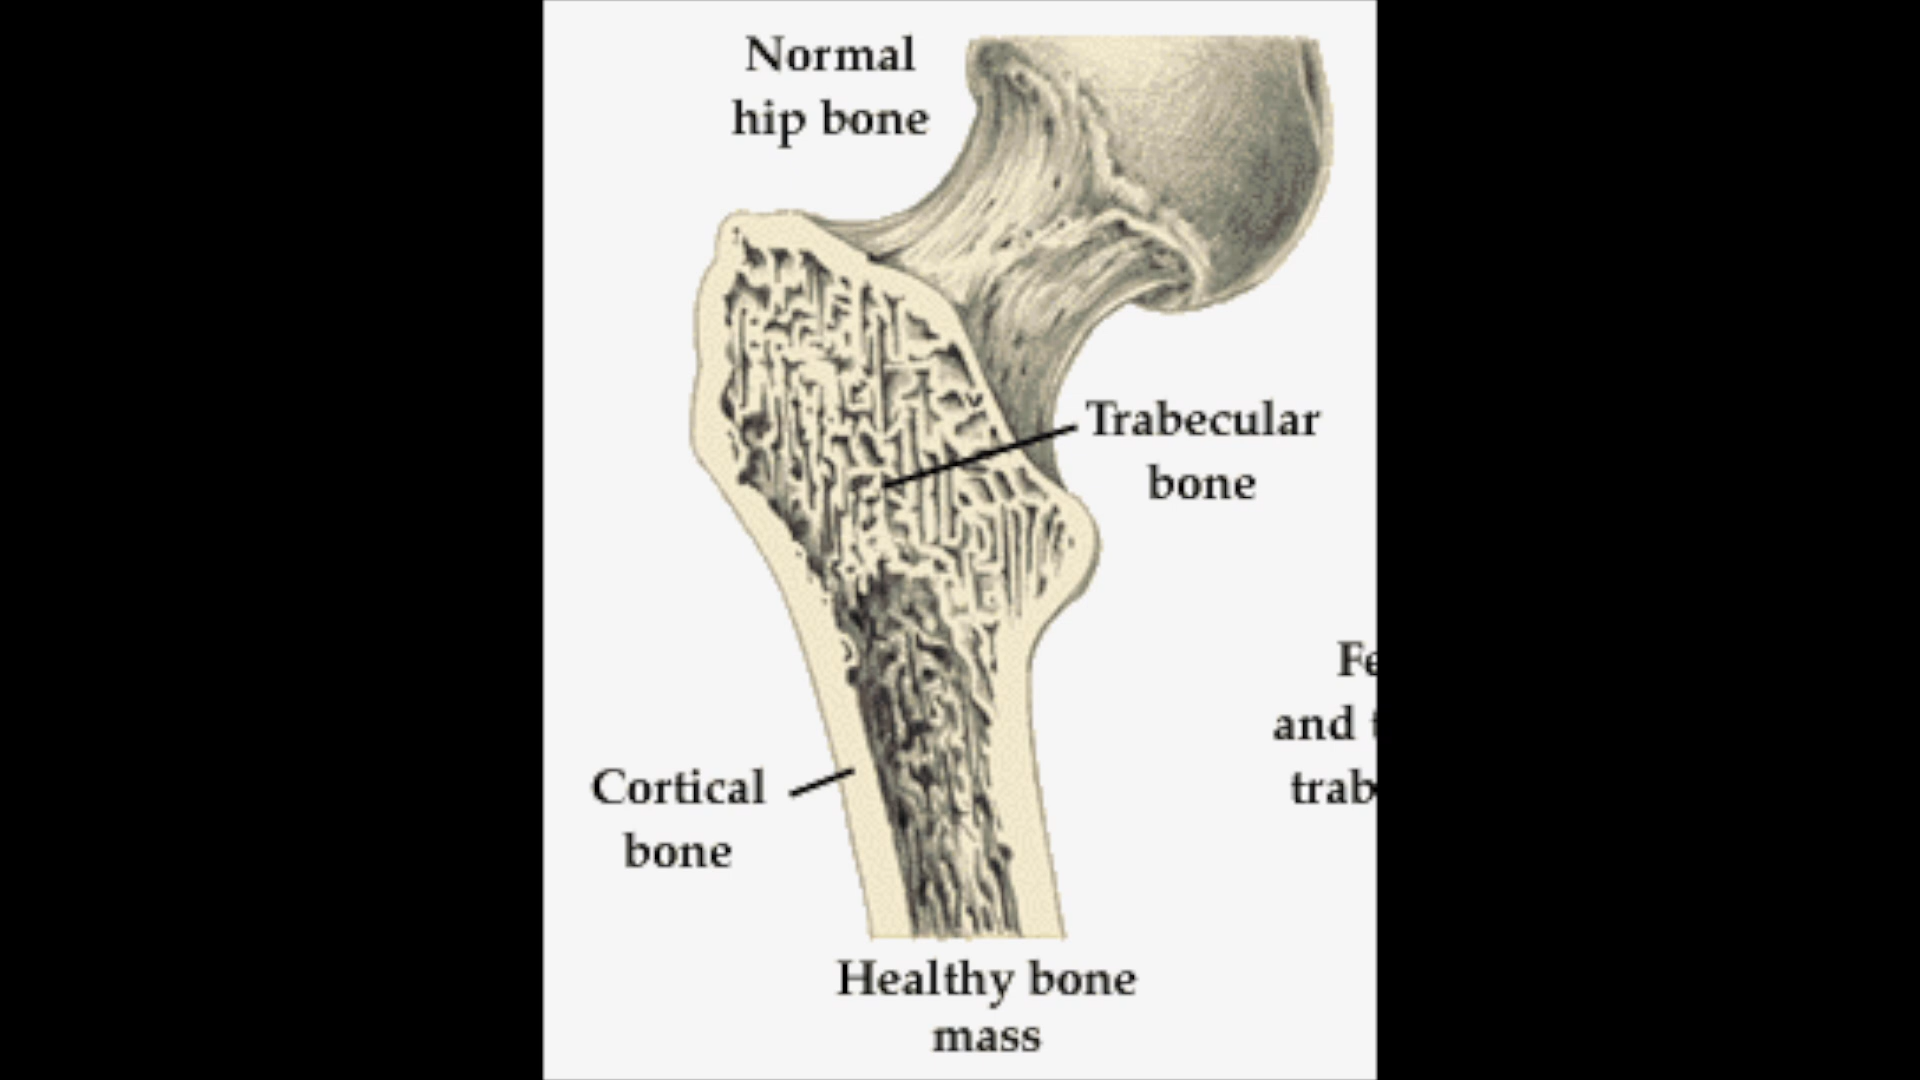 Normal
hip bone
Trabecular
bone
and
Cortical
bone
Healthy bone
mass